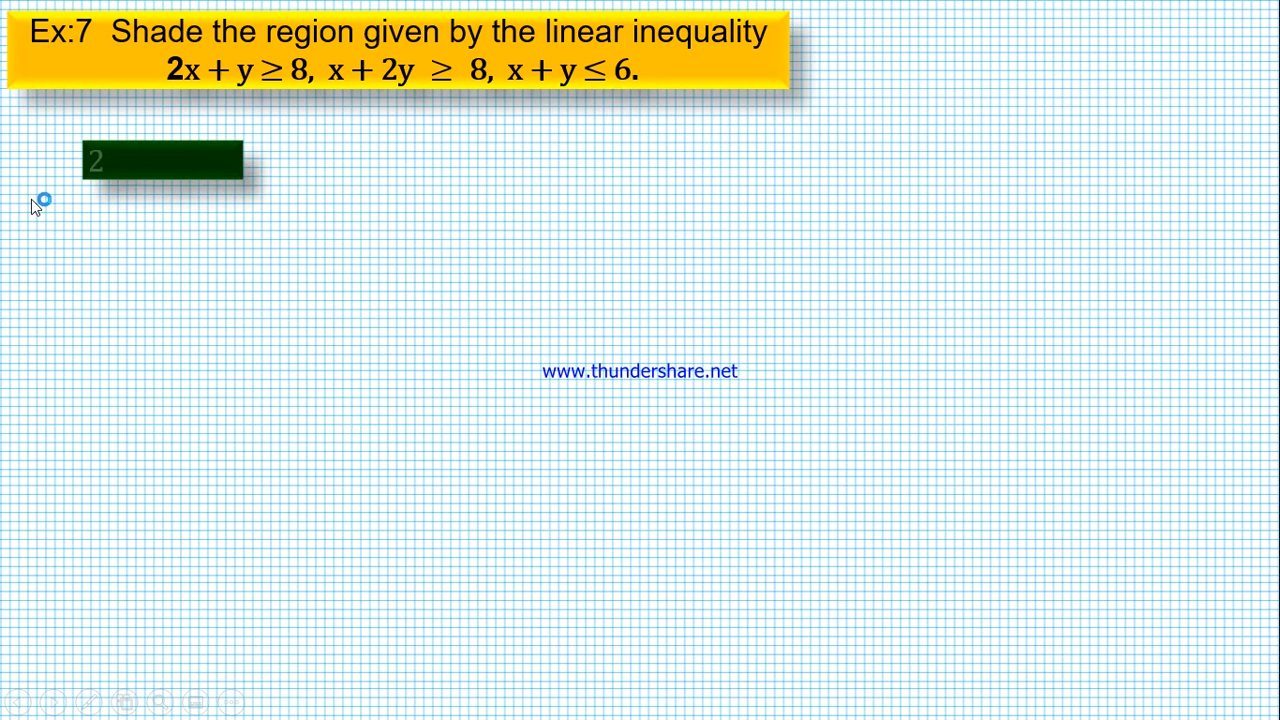 Ex:7 Shade the region given by the linear inequality
2x + y ≥ 8, x + 2y ≥ 8, x + y ≤ 6.
2
www.thundershare.net